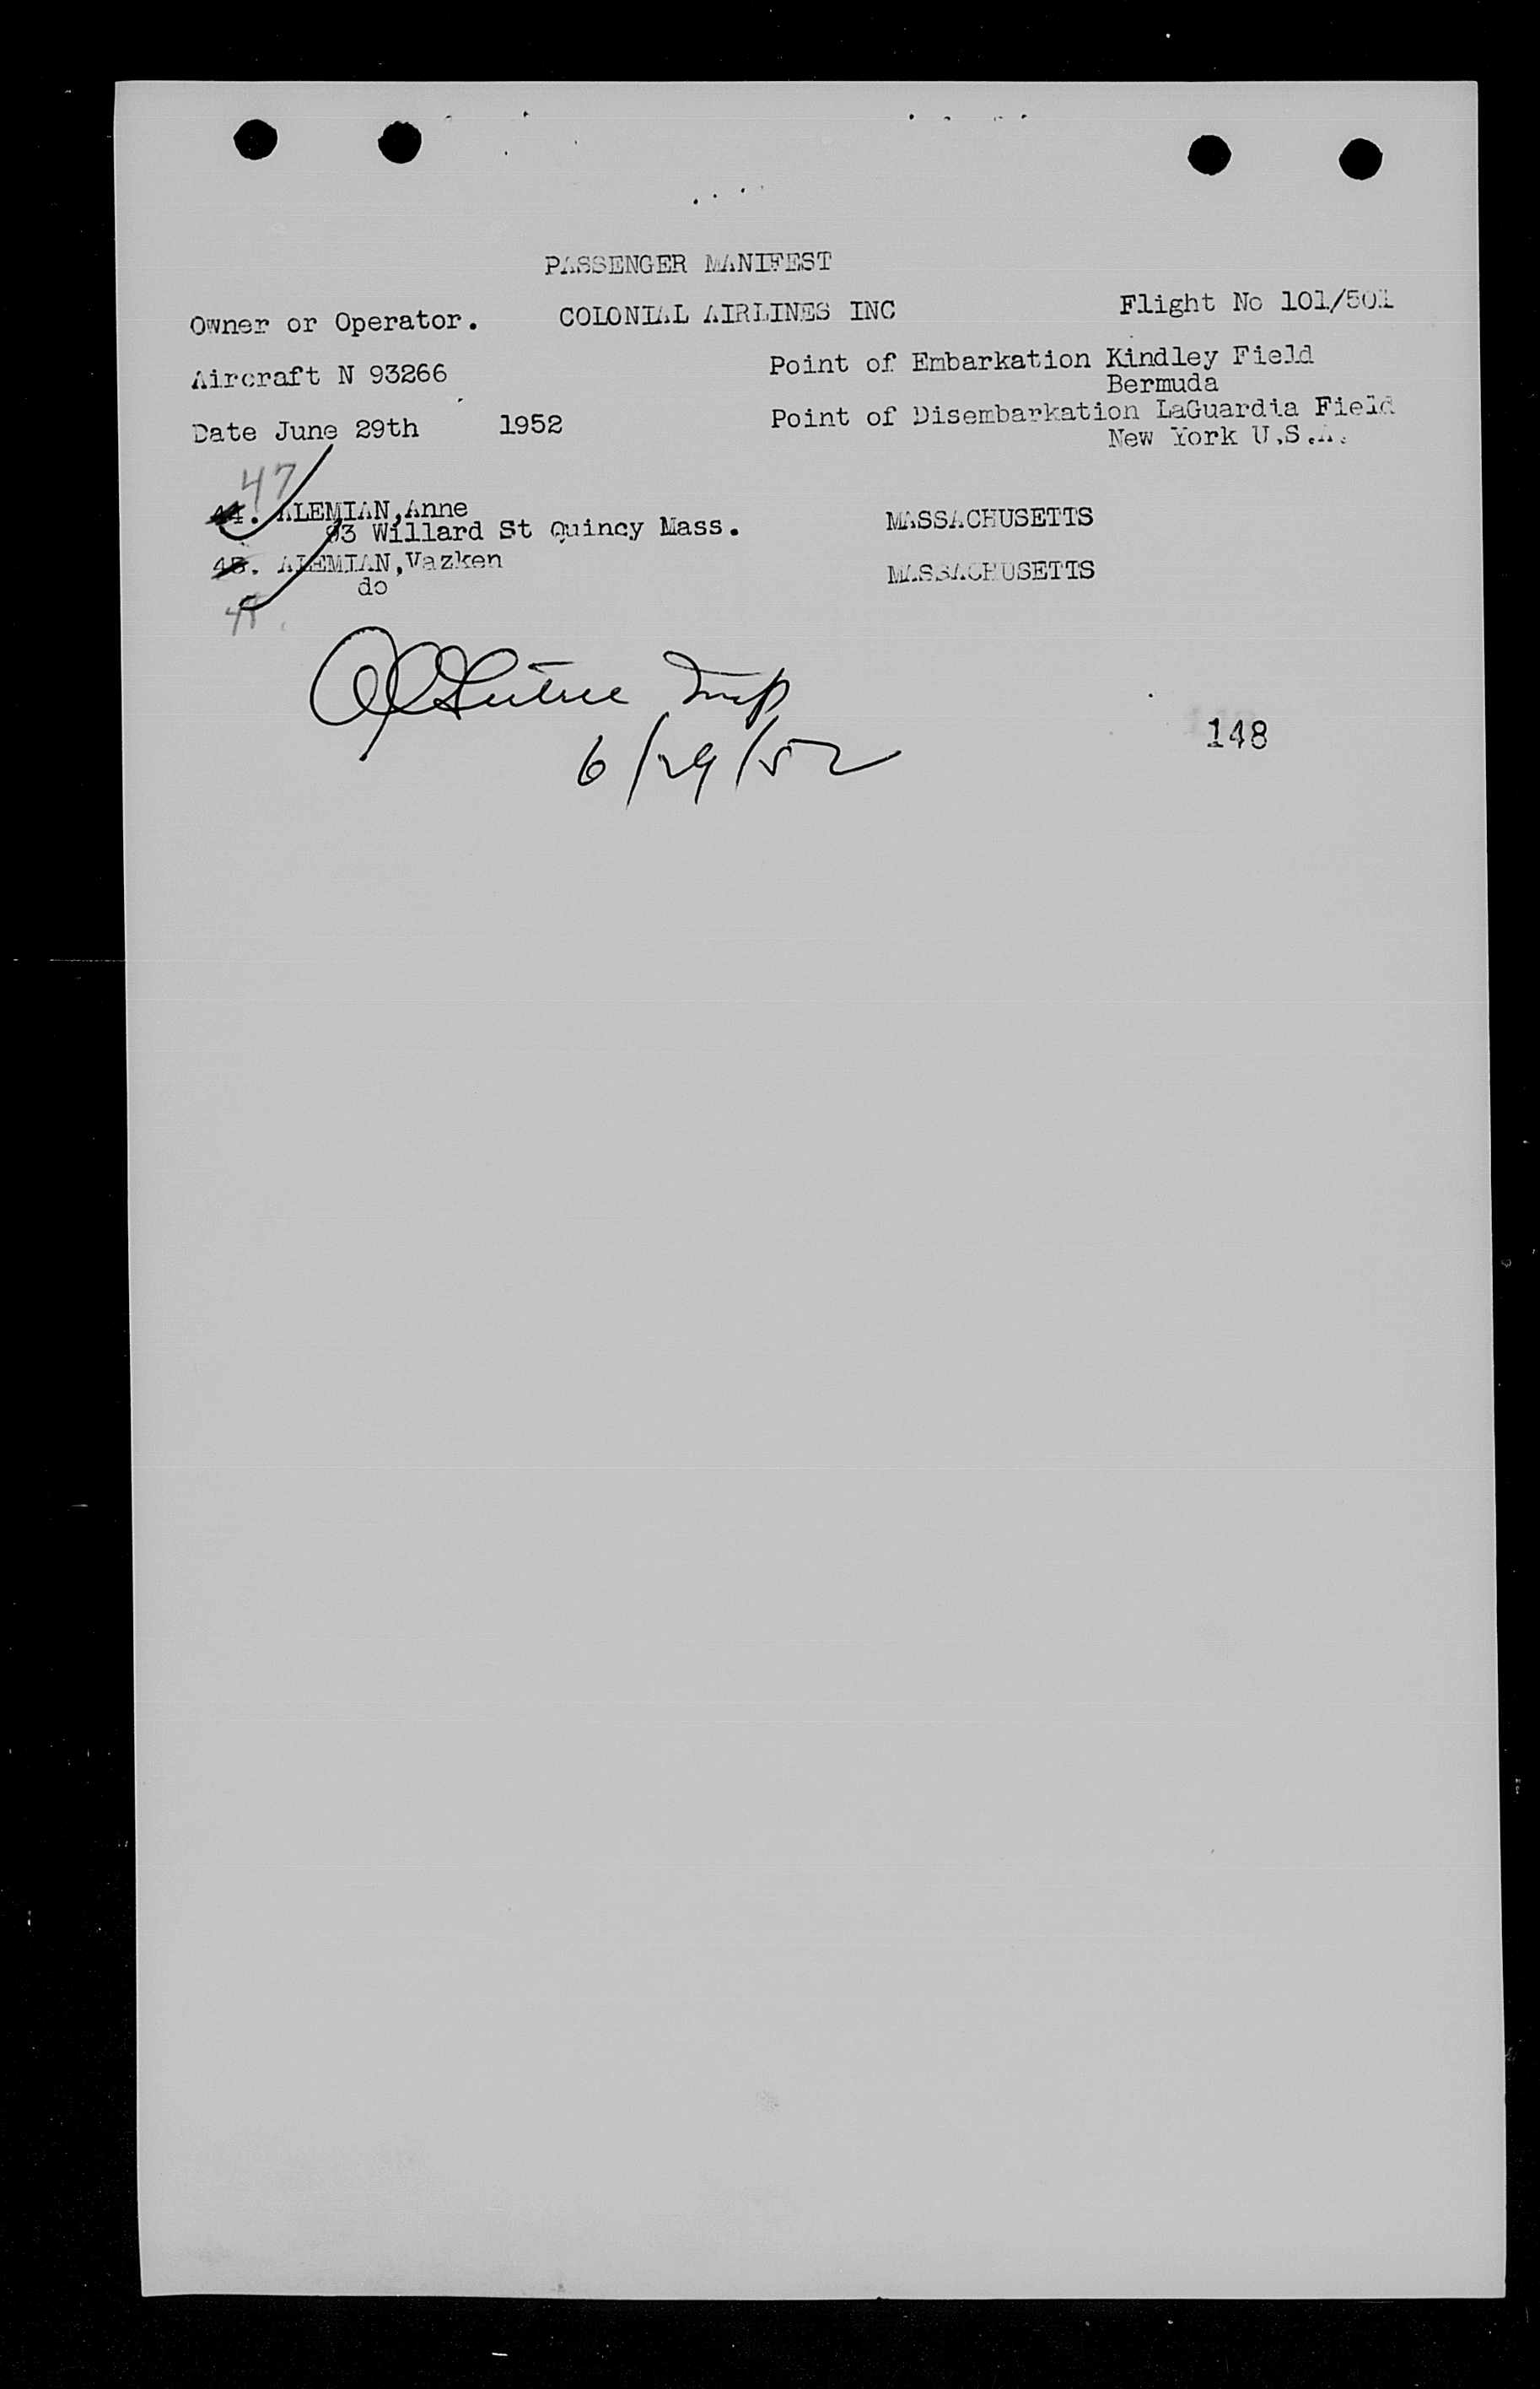 PASSENGER MANIFEST
Owner or Operator. COLONIAL AIRLINES INC Flight No 101/501
Aircraft N 93266 Point of Embarkation Kindley Field
Bermuda
Date June 29th 1952 Point of Disembarkation LaGuardia Field
New York U.S.A.
47
44. ALEMIAN,Anne MASSACHUSETTS
93 Willard St Quincy Mass.
45. ALEMIAN,Vazken MASSACHUSETTS
do
48.
6/29/52
148